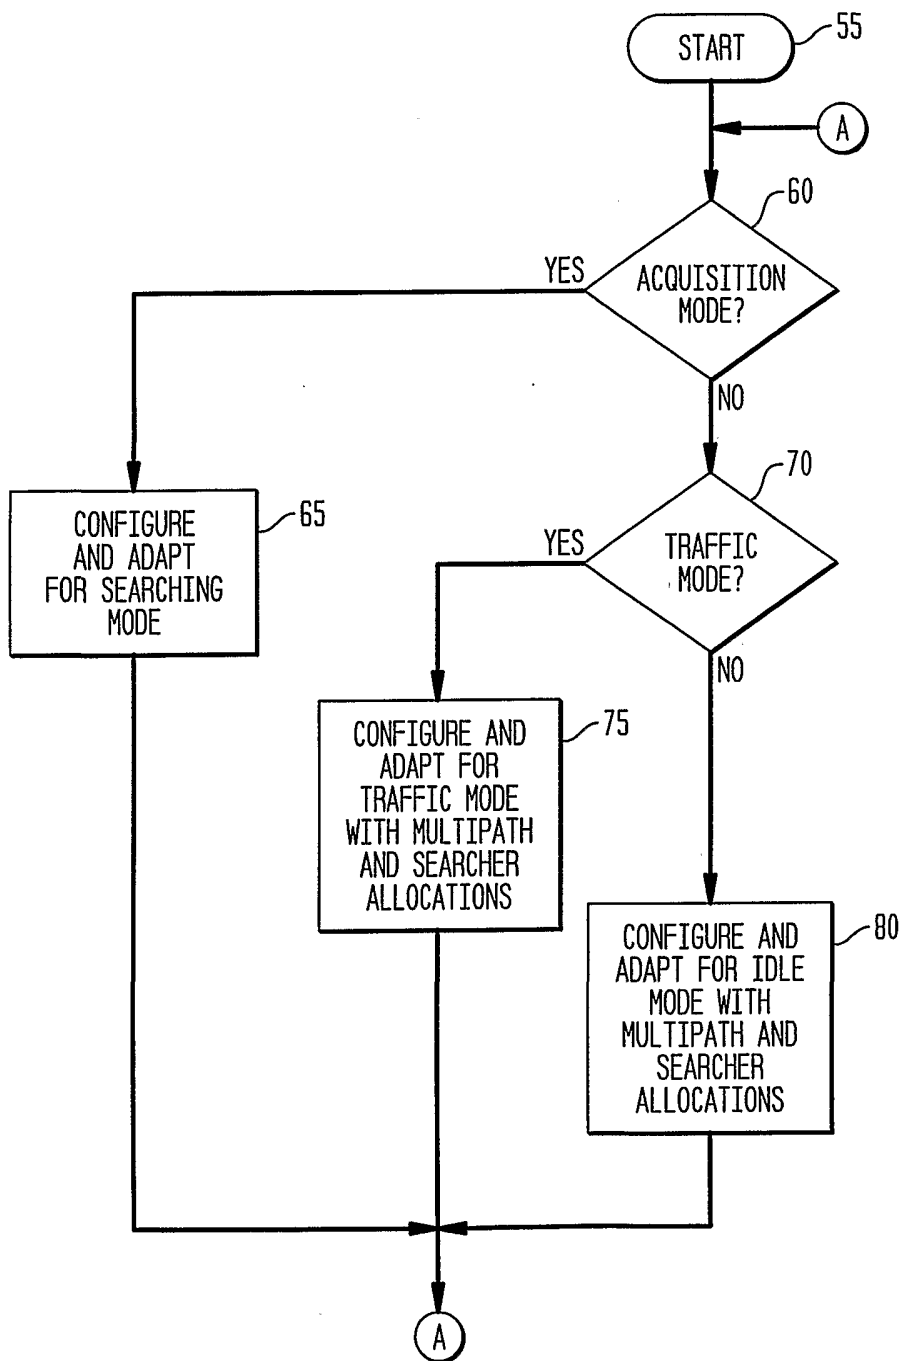 START
55
A
60
YES
ACQUISITION
MODE?
NO
70
65
CONFIGURE
AND ADAPT
FOR SEARCHING
MODE
YES
TRAFFIC
MODE?
NO
75
CONFIGURE AND
ADAPT FOR
TRAFFIC MODE
WITH MULTIPATH
AND SEARCHER
ALLOCATIONS
80
CONFIGURE AND
ADAPT FOR IDLE
MODE WITH
MULTIPATH AND
SEARCHER
ALLOCATIONS
A